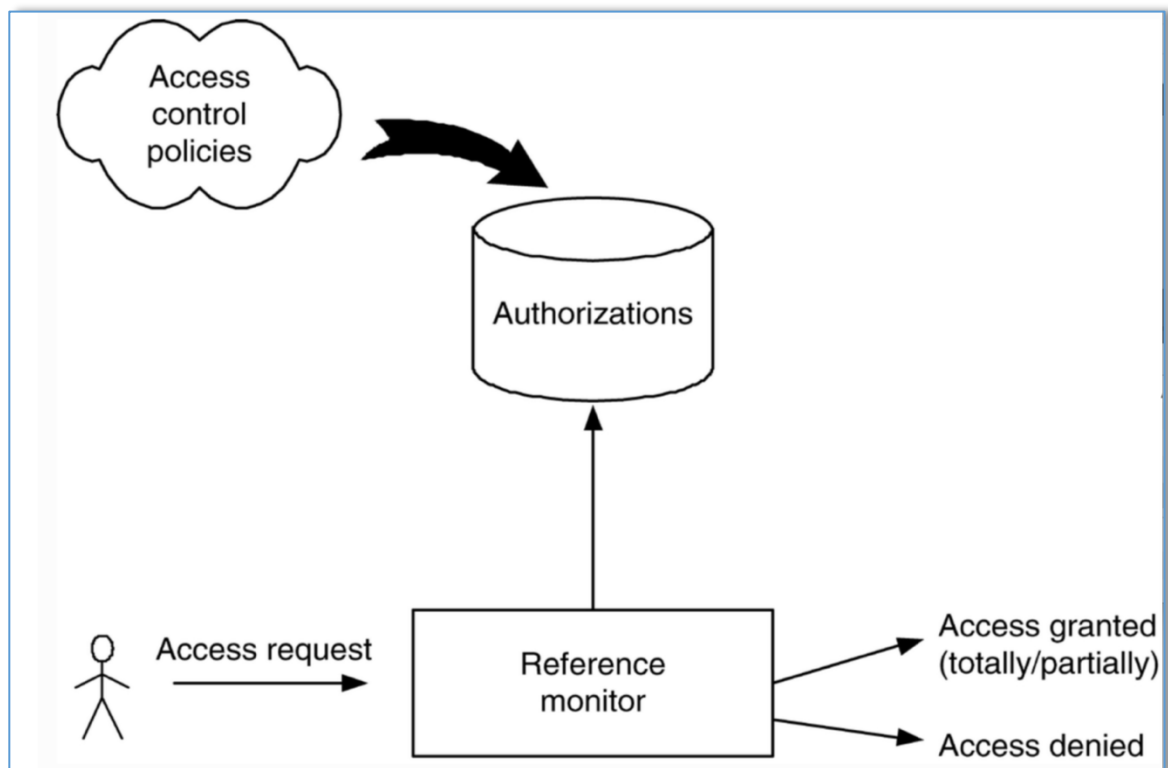 Access
control
policies
Authorizations
Access request
Reference
monitor
Access granted
(totally/partially)
Access denied